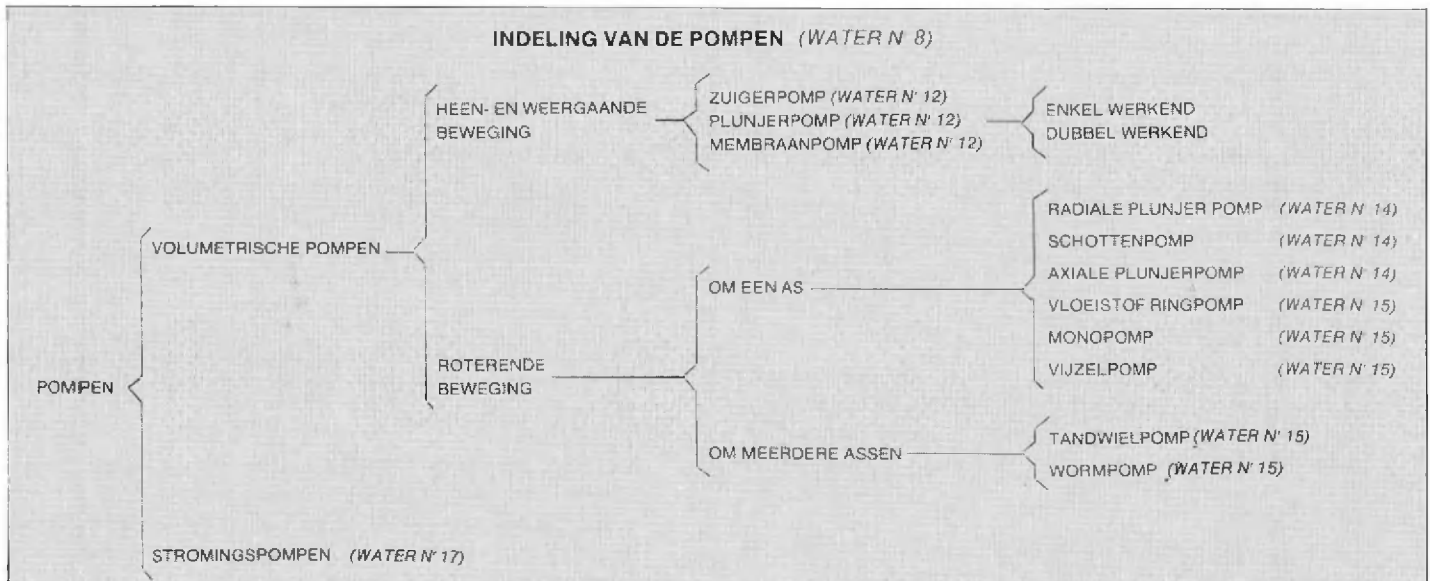 INDELING VAN DE POMPEN (WATER N' 8)
HEEN- EN WEERGAANDE
BEWEGING
ZUIGERPOMP (WATER N' 12)
PLUNJERPOMP (WATER N' 12)
MEMBRAANPOMP (WATER N' 12)
ENKEL WERKEND
DUBBEL WERKEND
VOLUMETRISCHE POMPEN
RADIALE PLUNJER POMP (WATER N' 14)
SCHOTTENPOMP (WATER N' 14)
AXIALE PLUNJERPOMP (WATER N' 14)
VLOEISTOF RINGPOMP (WATER N' 15)
MONOPOMP (WATER N' 15)
VIJZELPOMP (WATER N' 15)
OM EEN AS
POMPEN
ROTERENDE
BEWEGING
OM MEERDERE ASSEN
TANDWIELPOMP (WATER N' 15)
WORMPOMP (WATER N' 15)
STROMINGSPOMPEN (WATER N' 17)